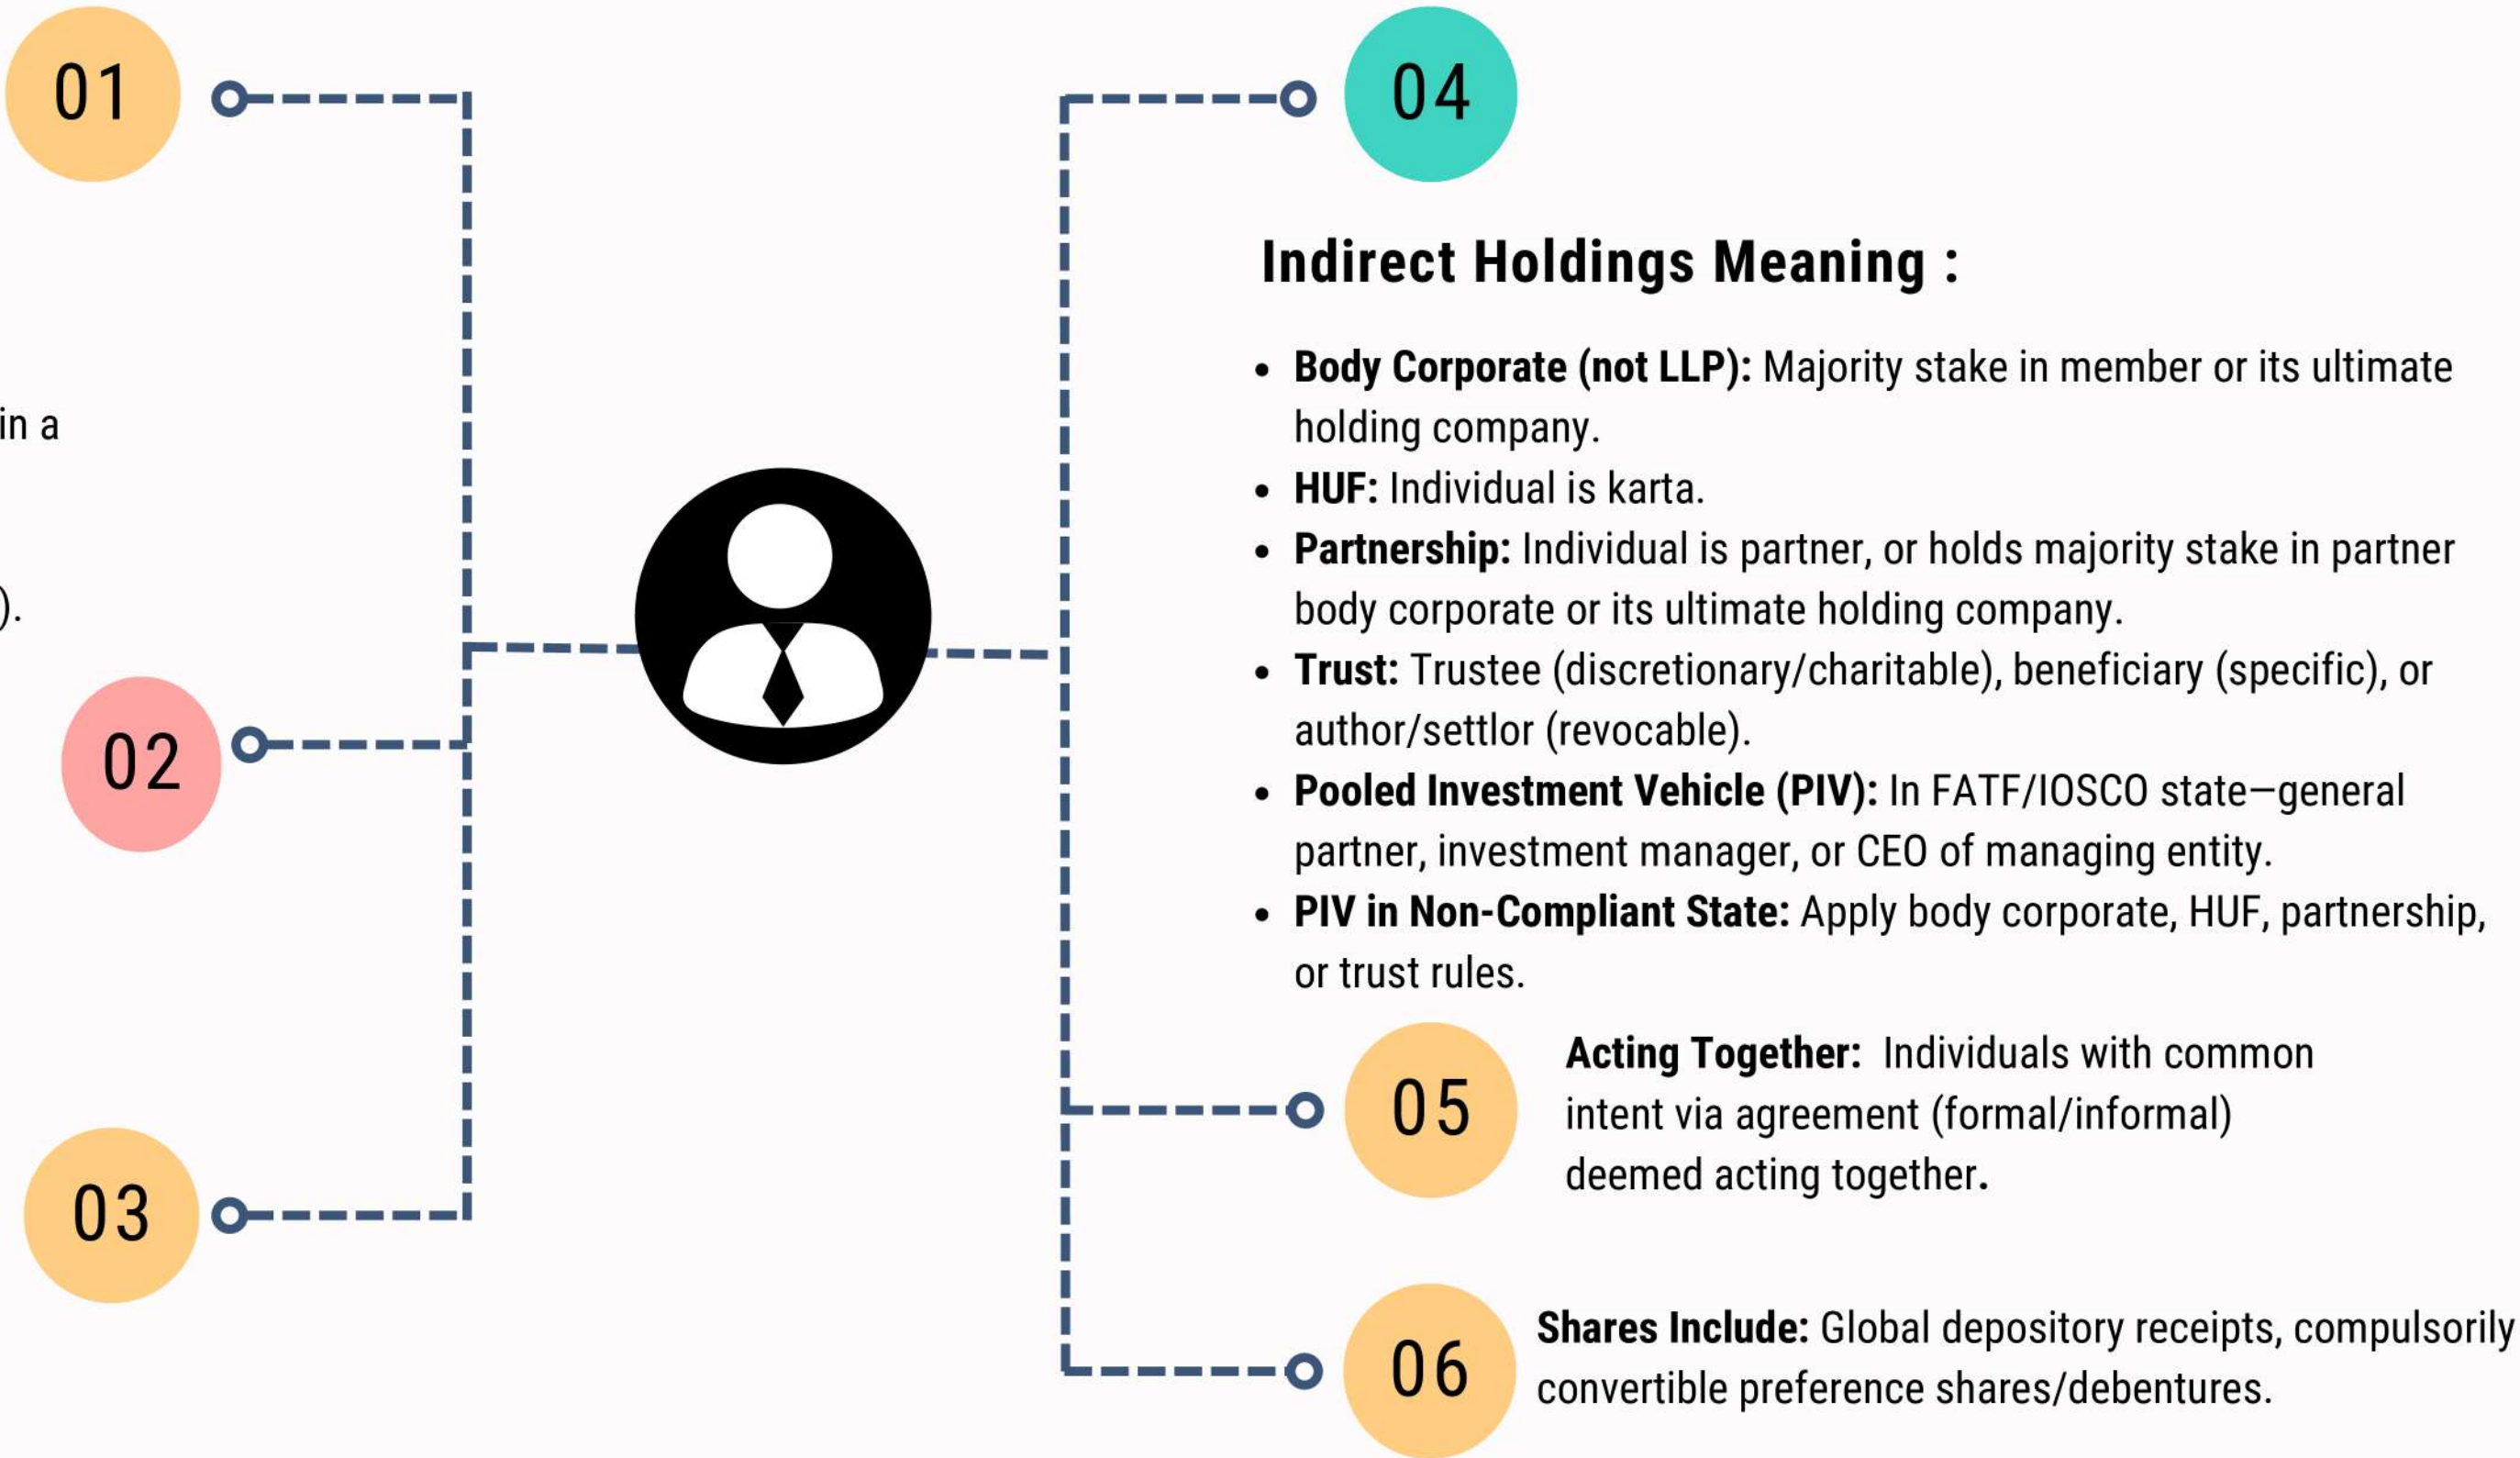 01
in a
).
02
03
04
Indirect Holdings Meaning :
• Body Corporate (not LLP): Majority stake in member or its ultimate
holding company.
• HUF: Individual is karta.
• Partnership: Individual is partner, or holds majority stake in partner
body corporate or its ultimate holding company.
• Trust: Trustee (discretionary/charitable), beneficiary (specific), or
author/settlor (revocable).
• Pooled Investment Vehicle (PIV): In FATF/IOSCO state—general
partner, investment manager, or CEO of managing entity.
• PIV in Non-Compliant State: Apply body corporate, HUF, partnership,
or trust rules.
05
Acting Together: Individuals with common
intent via agreement (formal/informal)
deemed acting together.
06
Shares Include: Global depository receipts, compulsorily
convertible preference shares/debentures.